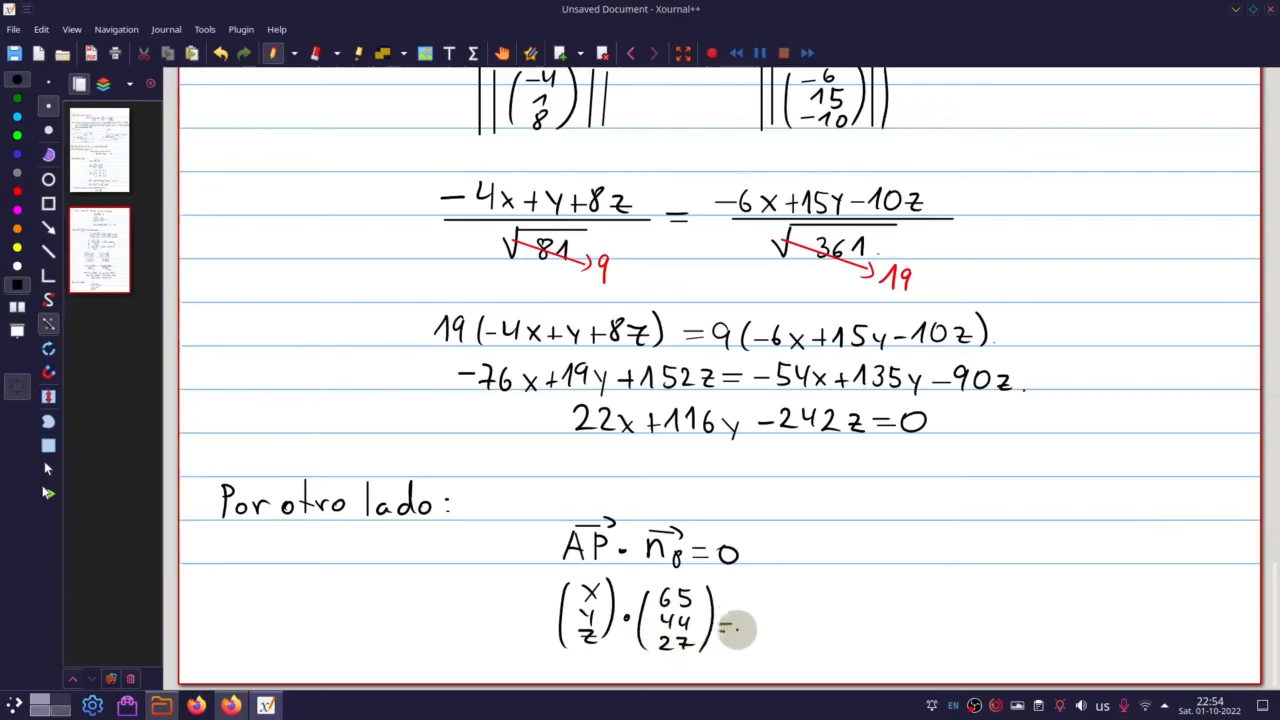 Unsaved Document - Xournal++
File Edit View Navigation Journal Tools Plugin Help
|| (-4 1 8) || || (-6 15 -10) ||
-4x+y+8z / √81 = -6x+15y-10z / √361
9 19
19(-4x+y+8z) = 9(-6x+15y-10z).
-76x+19y+152z = -54x+135y-90z.
22x+116y-242z=0
Por otro lado:
AP · n_β = 0
(x y z) · (65 44 27) =
EN us 22:54
Sat. 01-10-2022